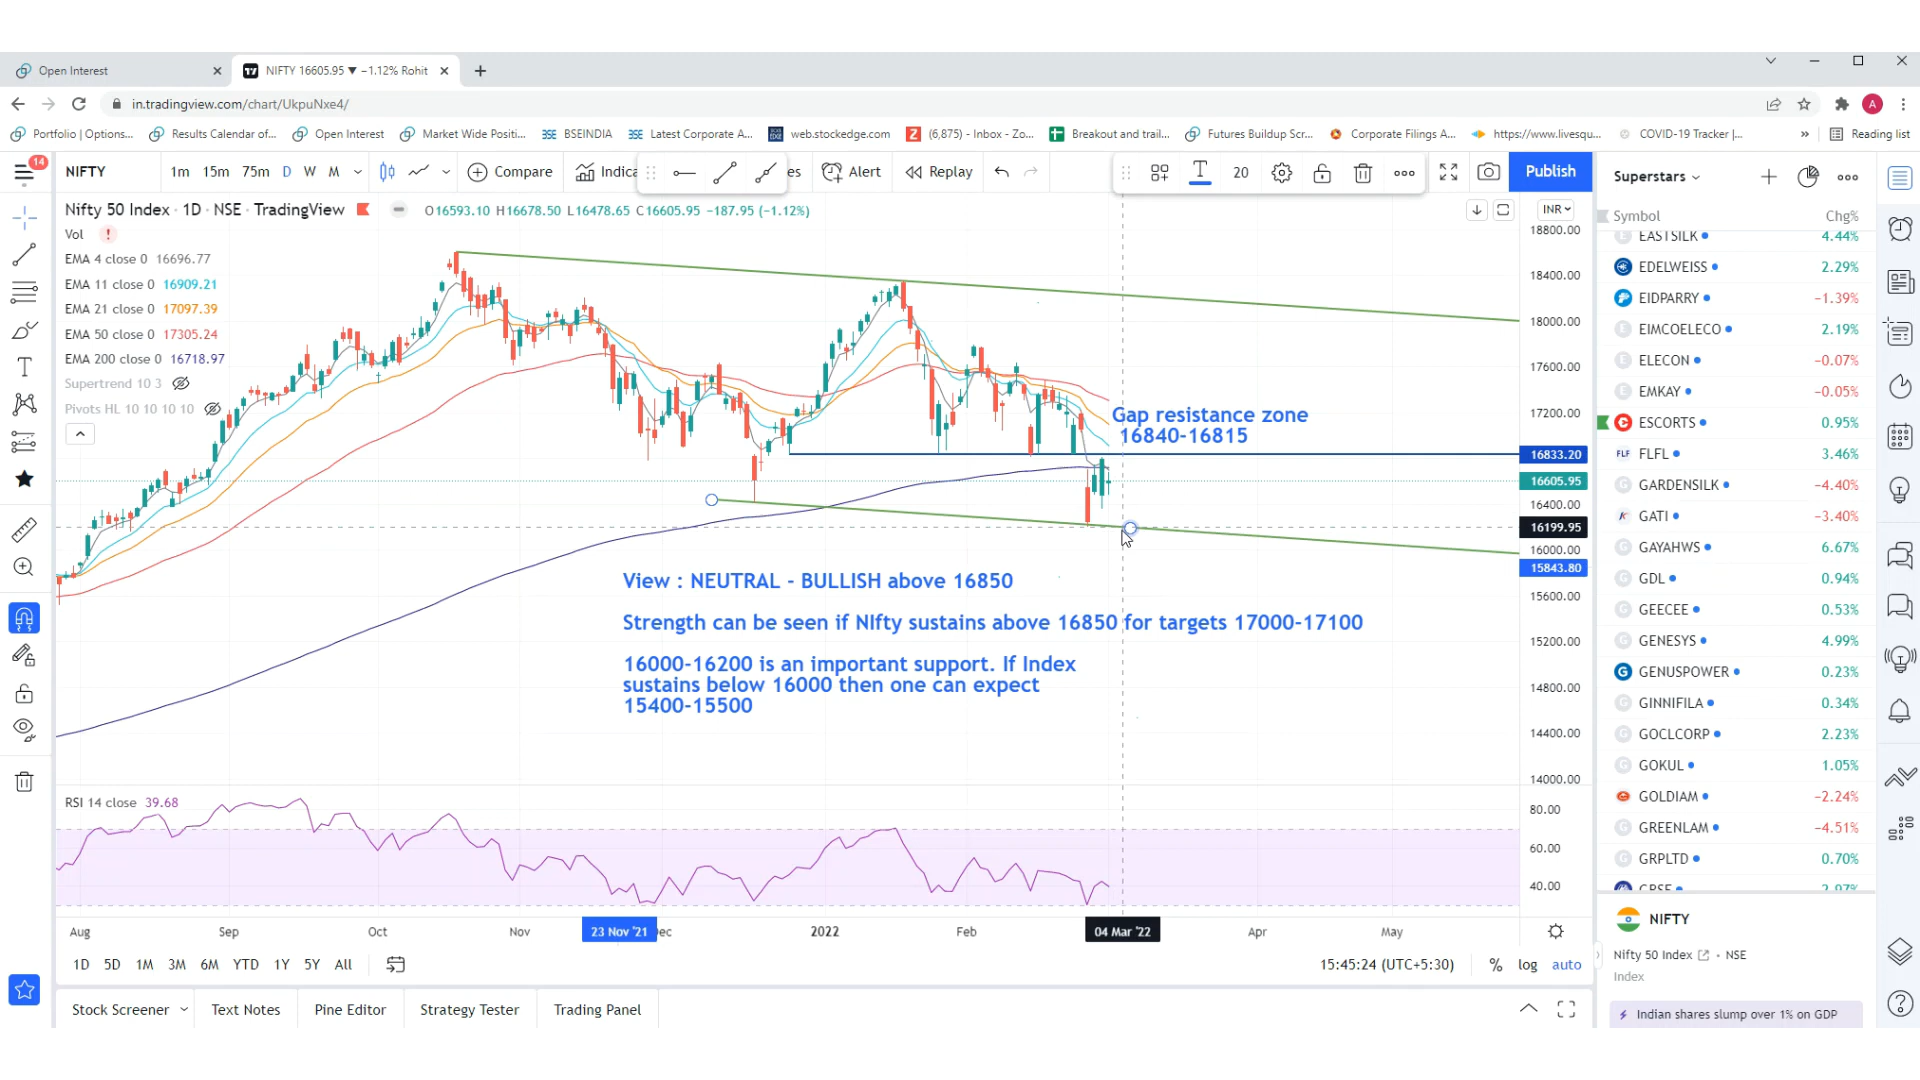 Open Interest
NIFTY 16605.95 ▼ −1.12% Rohit
in.tradingview.com/chart/UkpuNxe4/
A
Portfolio | Options...
Results Calendar of...
Open Interest
Market Wide Positi...
BSEINDIA
Latest Corporate A...
web.stockedge.com
(6,875) - Inbox - Zo...
Breakout and trail...
Futures Buildup Scr...
Corporate Filings A...
https://www.livesqu...
COVID-19 Tracker |...
»
Reading list
14
NIFTY
1m 15m 75m D W M
Compare
Indica
es
Alert
Replay
20
Publish
Superstars
Nifty 50 Index · 1D · NSE · TradingView
O16593.10 H16678.50 L16478.65 C16605.95 −187.95 (−1.12%)
INR
Symbol Chg%
Vol !
EMA 4 close 0 16696.77
EMA 11 close 0 16909.21
EMA 21 close 0 17097.39
EMA 50 close 0 17305.24
EMA 200 close 0 16718.97
Supertrend 10 3
Pivots HL 10 10 10 10
Gap resistance zone
16840-16815
View : NEUTRAL - BULLISH above 16850
Strength can be seen if NIfty sustains above 16850 for targets 17000-17100
16000-16200 is an important support. If Index
sustains below 16000 then one can expect
15400-15500
18800.00
18400.00
18000.00
17600.00
17200.00
16833.20
16605.95
16400.00
16199.95
16000.00
15843.80
15600.00
15200.00
14800.00
14400.00
14000.00
RSI 14 close 39.68
80.00
60.00
40.00
Aug
Sep
Oct
Nov
23 Nov '21
ec
2022
Feb
04 Mar '22
Apr
May
1D 5D 1M 3M 6M YTD 1Y 5Y All
15:45:24 (UTC+5:30)
% log auto
Stock Screener
Text Notes
Pine Editor
Strategy Tester
Trading Panel
EASTSILK 4.44%
EDELWEISS 2.29%
EIDPARRY −1.39%
EIMCOELECO 2.19%
ELECON −0.07%
EMKAY −0.05%
ESCORTS 0.95%
FLF FLFL 3.46%
GARDENSILK −4.40%
GATI −3.40%
GAYAHWS 6.67%
GDL 0.94%
GEECEE 0.53%
GENESYS 4.99%
GENUSPOWER 0.23%
GINNIFILA 0.34%
GOCLCORP 2.23%
GOKUL 1.05%
GOLDIAM −2.24%
GREENLAM −4.51%
GRPLTD 0.70%
NIFTY
Nifty 50 Index • NSE
Index
Indian shares slump over 1% on GDP